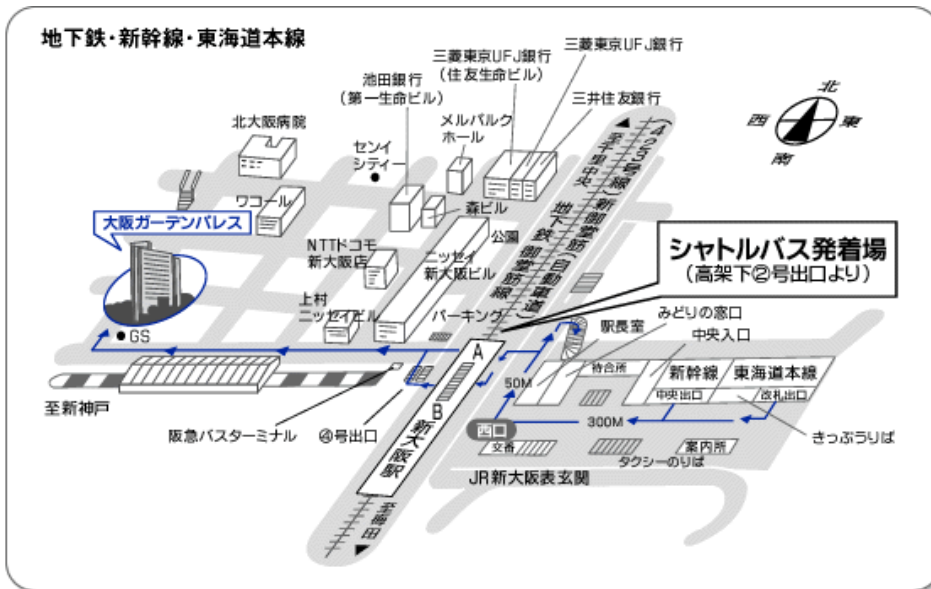 地下鉄・新幹線・東海道本線
三菱東京UFJ銀行
三菱東京UFJ銀行
(住友生命ビル)
池田銀行
(第一生命ビル)
三井住友銀行
メルパルク
ホール
北大阪病院
センイ
シティー
北
西
東
南
ワコール
森ビル
公園
大阪ガーデンパレス
NTTドコモ
新大阪店
ニッセイ
新大阪ビル
上村
ニッセイビル
パーキング
至千里中央
(423号線)新御堂筋(自動車道)
地下鉄 御堂筋線
シャトルバス発着場
(高架下②号出口より)
GS
駅長室
みどりの窓口
中央入口
待合所
新幹線
東海道本線
中央出口
改札出口
50M
300M
きっぷうりば
A
B
新大阪駅
西口
交番
案内所
タクシーのりば
JR新大阪表玄関
至新神戸
阪急バスターミナル
④号出口
至梅田